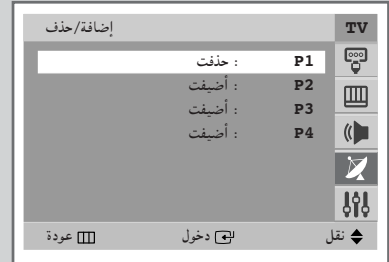 TV إضافة/حذف
P1 : حذفت
P2 : أضيفت
P3 : أضيفت
P4 : أضيفت
نقل دخول عودة